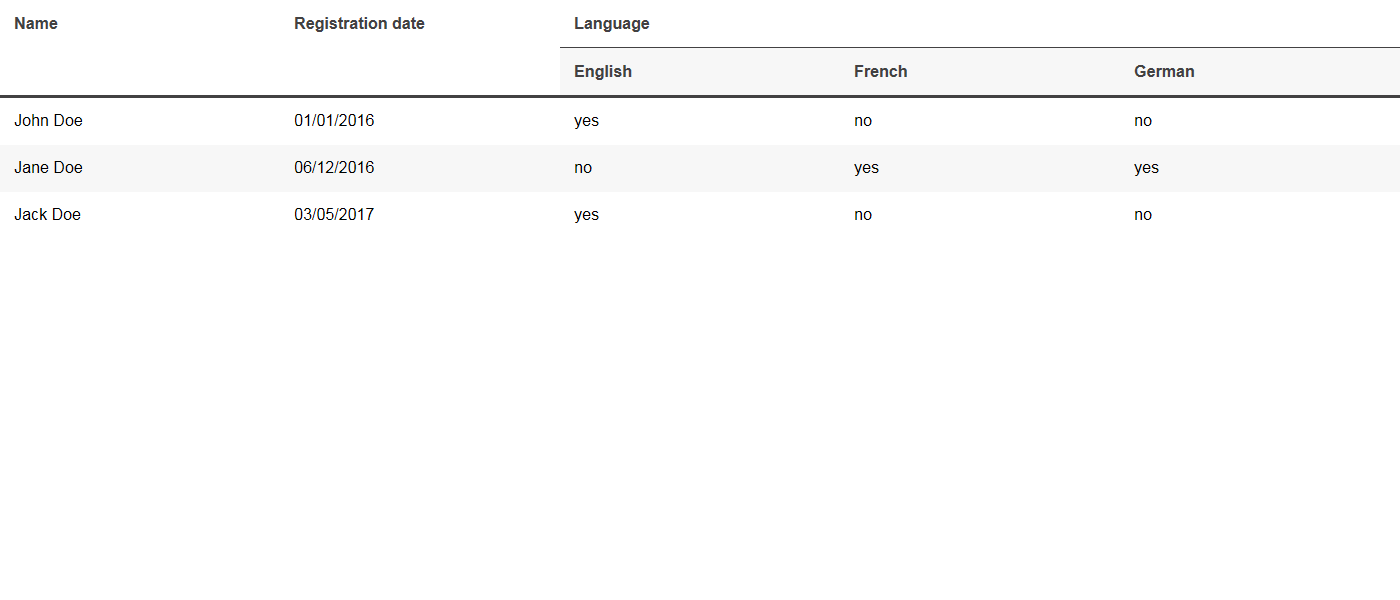 Name Registration date Language
English French German
John Doe 01/01/2016 yes no no
Jane Doe 06/12/2016 no yes yes
Jack Doe 03/05/2017 yes no no